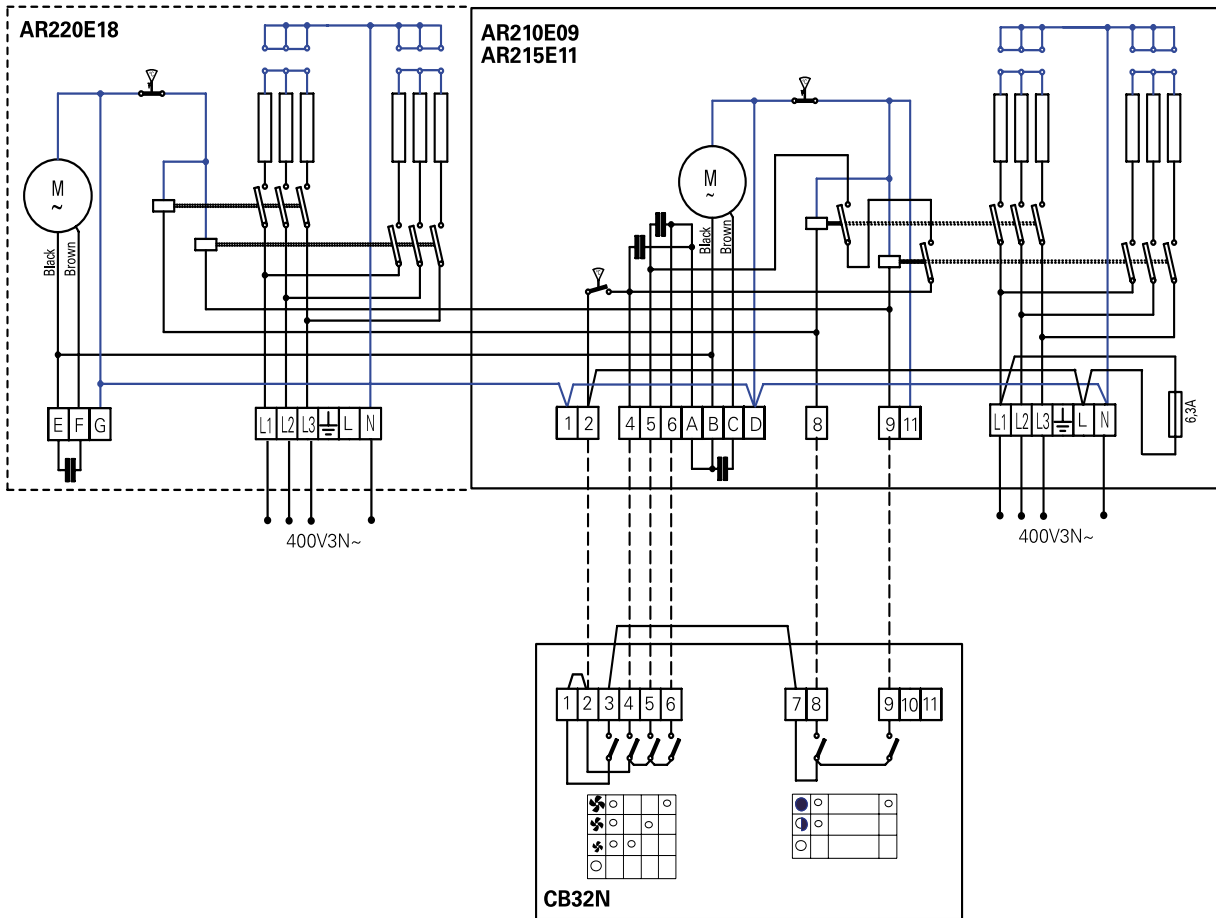 AR220E18
AR210E09
AR215E11
M
~
Black
Brown
M
~
Black
Brown
E F G
L1 L2 L3 L N
1 2
4 5 6 A B C D
8
9 11
L1 L2 L3 L N
6,3A
400V3N~
400V3N~
1 2 3 4 5 6
7 8
9 10 11
CB32N